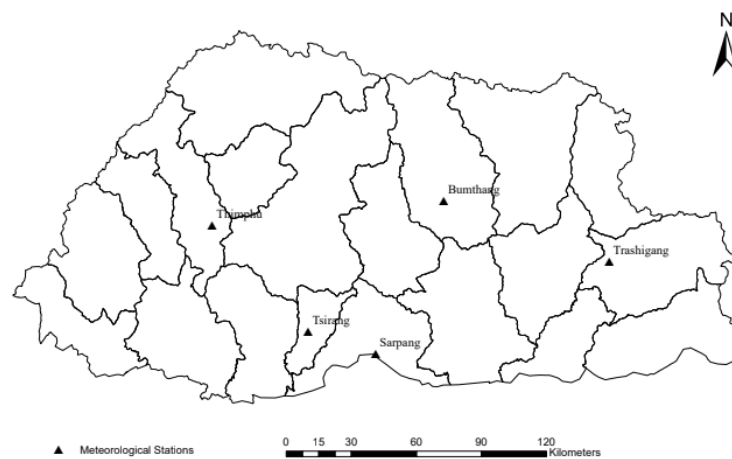 N
Bumthang
Thimphu
Trashigang
Tsirang
Sarpang
Meteorological Stations
0 15 30 60 90 120
Kilometers